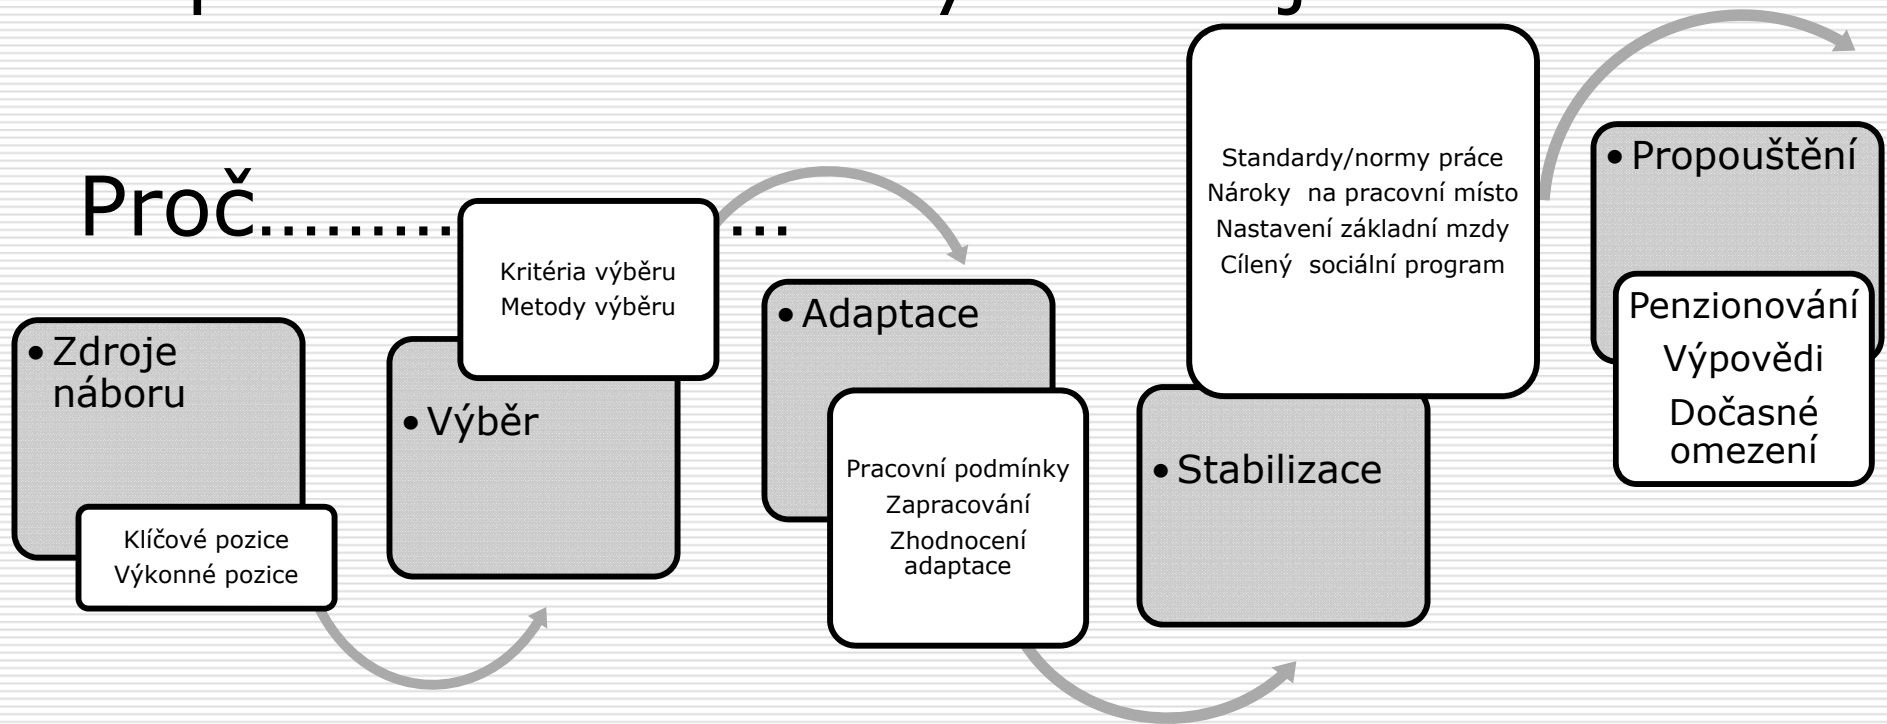 Proč..............
• Zdroje
náboru
Klíčové pozice
Výkonné pozice
Kritéria výběru
Metody výběru
• Výběr
• Adaptace
Pracovní podmínky
Zapracování
Zhodnocení
adaptace
Standardy/normy práce
Nároky na pracovní místo
Nastavení základní mzdy
Cílený sociální program
• Stabilizace
• Propouštění
Penzionování
Výpovědi
Dočasné
omezení